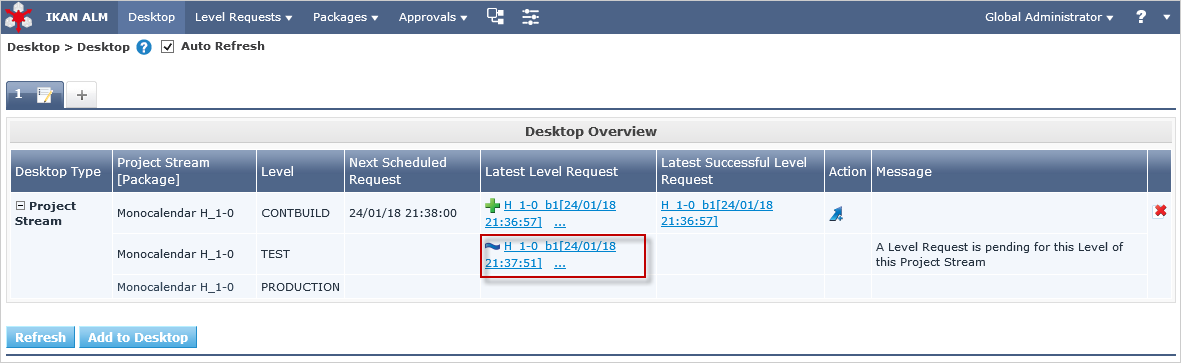 IKAN ALM Desktop Level Requests Packages Approvals Global Administrator ?
Desktop > Desktop ? Auto Refresh
1 +
Desktop Overview
Desktop Type
Project Stream
[Package]
Level
Next Scheduled
Request
Latest Level Request
Latest Successful Level
Request
Action
Message
Project
Stream
Monocalendar H_1-0
CONTBUILD
24/01/18 21:38:00
H_1-0_b1[24/01/18
21:36:57] ...
H_1-0_b1[24/01/18
21:36:57]
Monocalendar H_1-0
TEST
H_1-0_b1[24/01/18
21:37:51] ...
A Level Request is pending for this Level of
this Project Stream
Monocalendar H_1-0
PRODUCTION
Refresh Add to Desktop